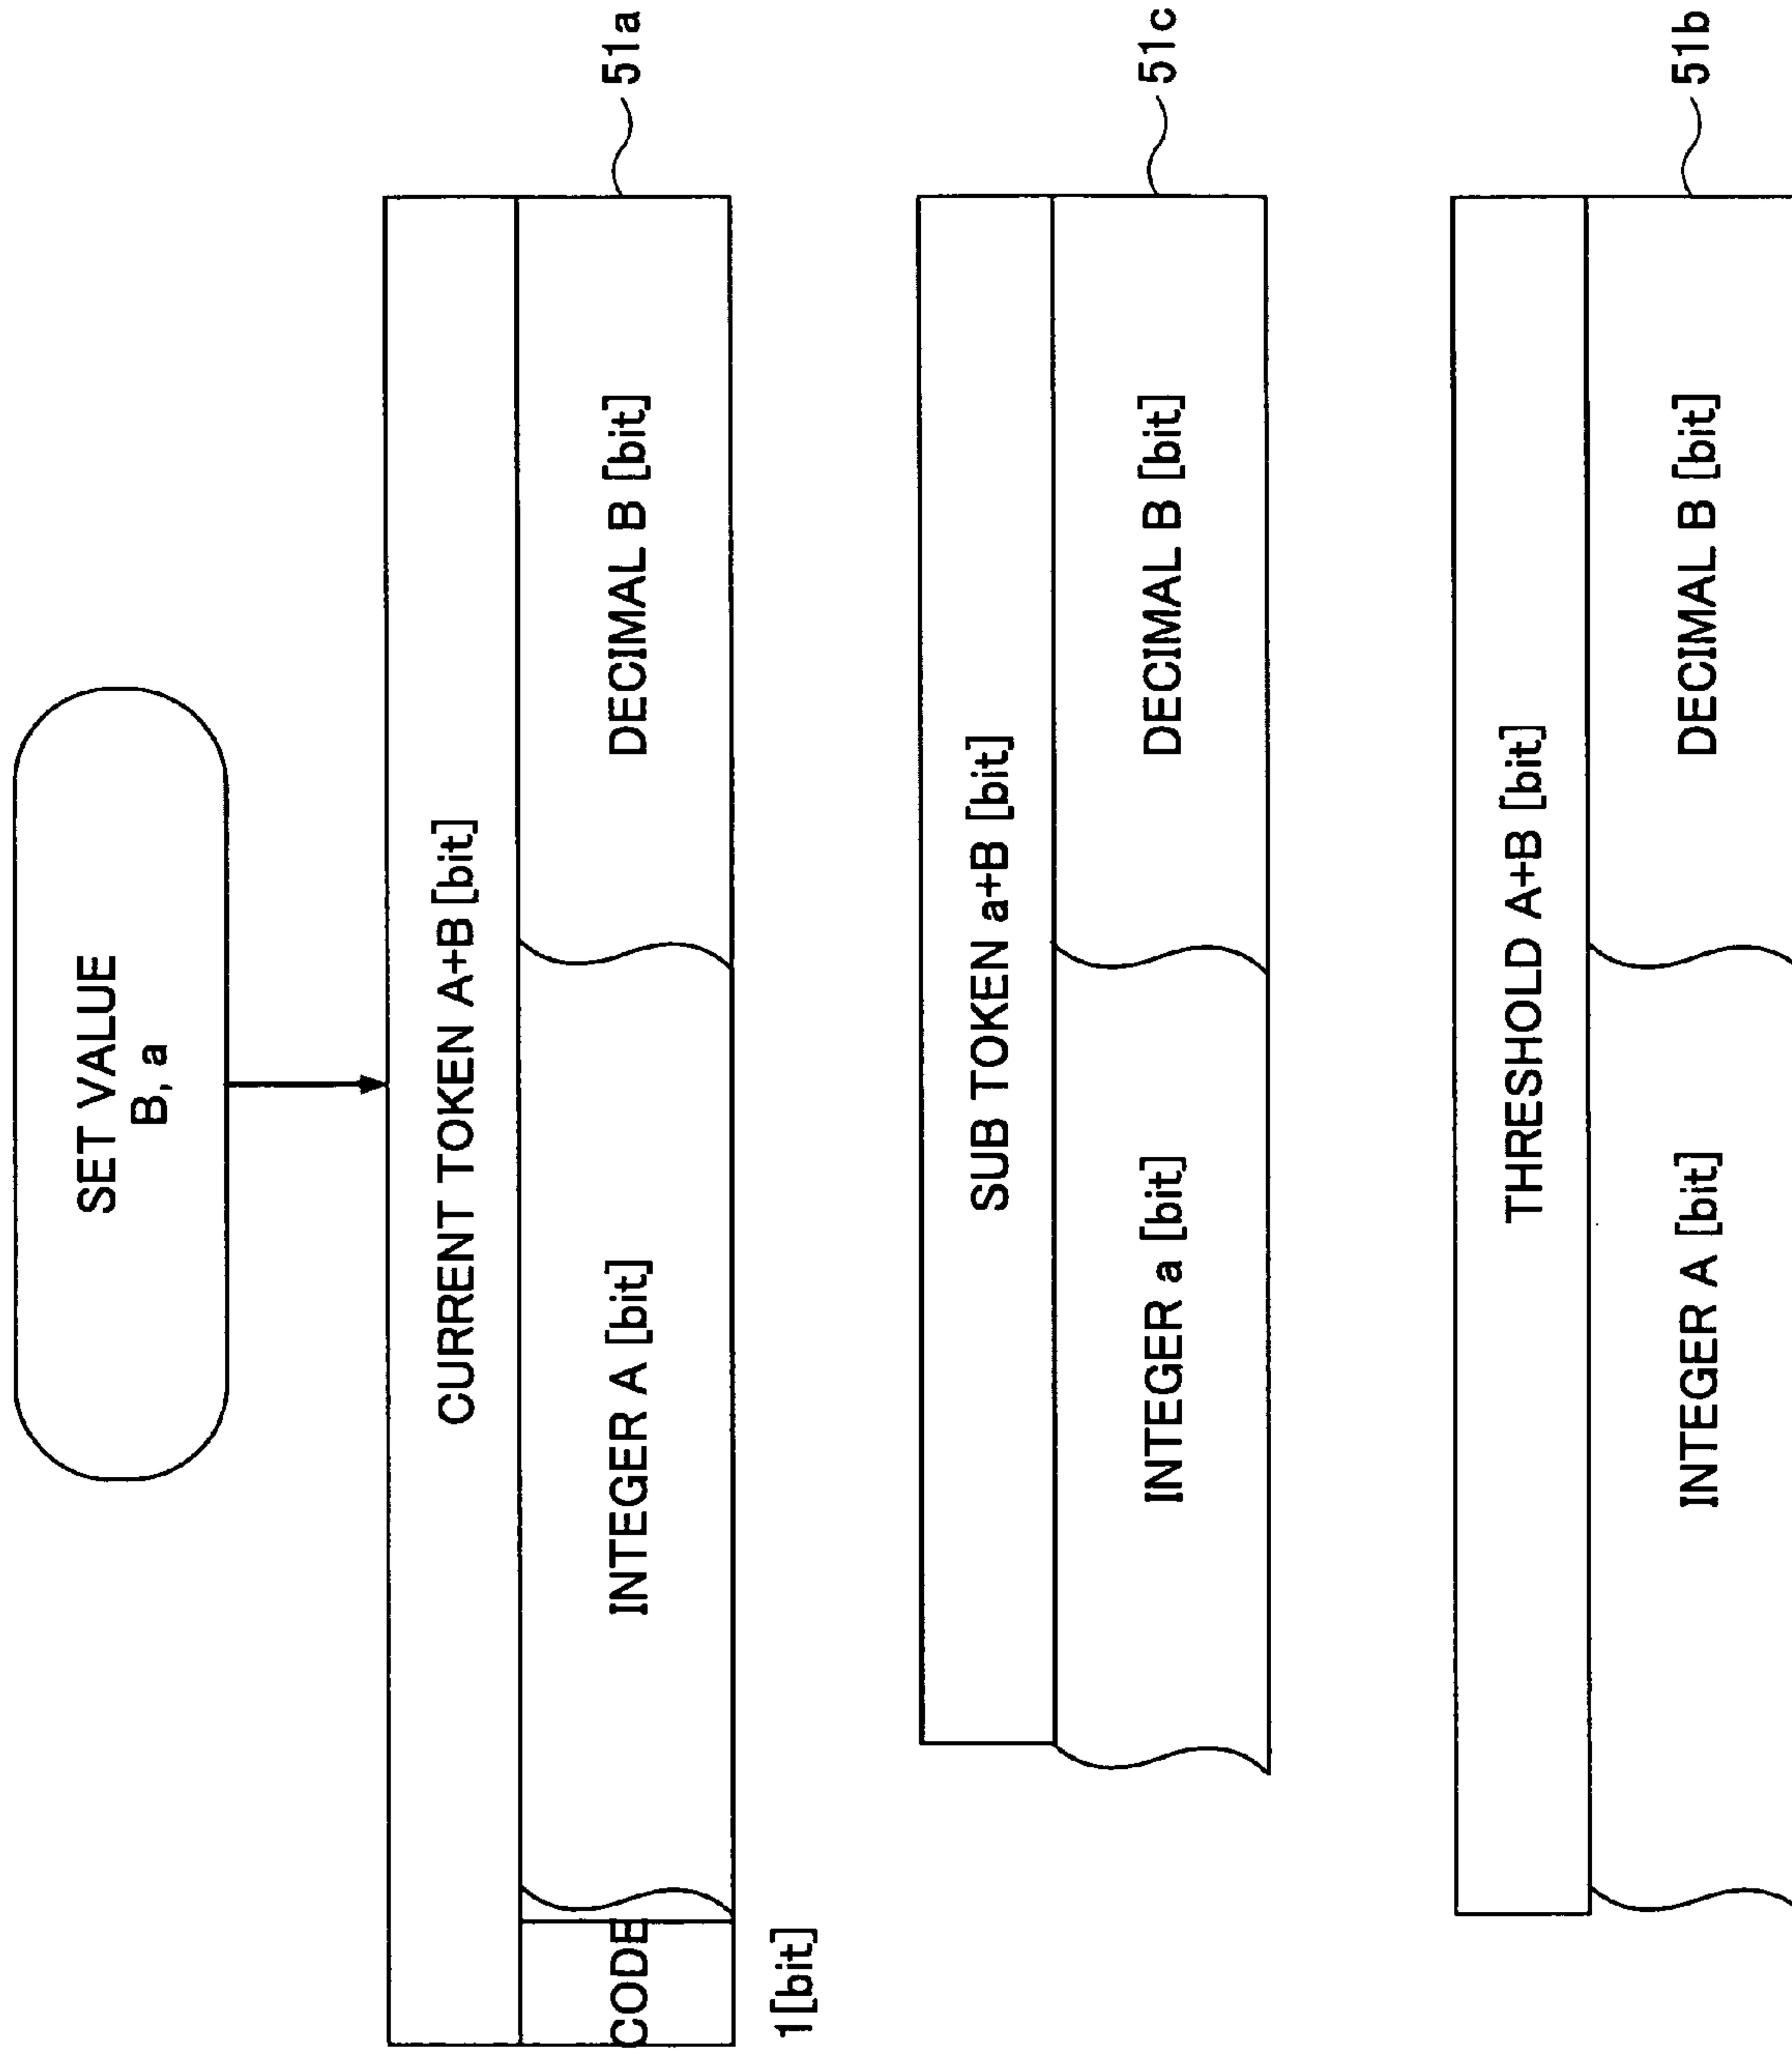 SET VALUE
B, a
CURRENT TOKEN A+B [bit]
CODE
INTEGER A [bit]
DECIMAL B [bit]
51a
1[bit]
SUB TOKEN a+B [bit]
INTEGER a [bit]
DECIMAL B [bit]
51c
THRESHOLD A+B [bit]
INTEGER A [bit]
DECIMAL B [bit]
51b